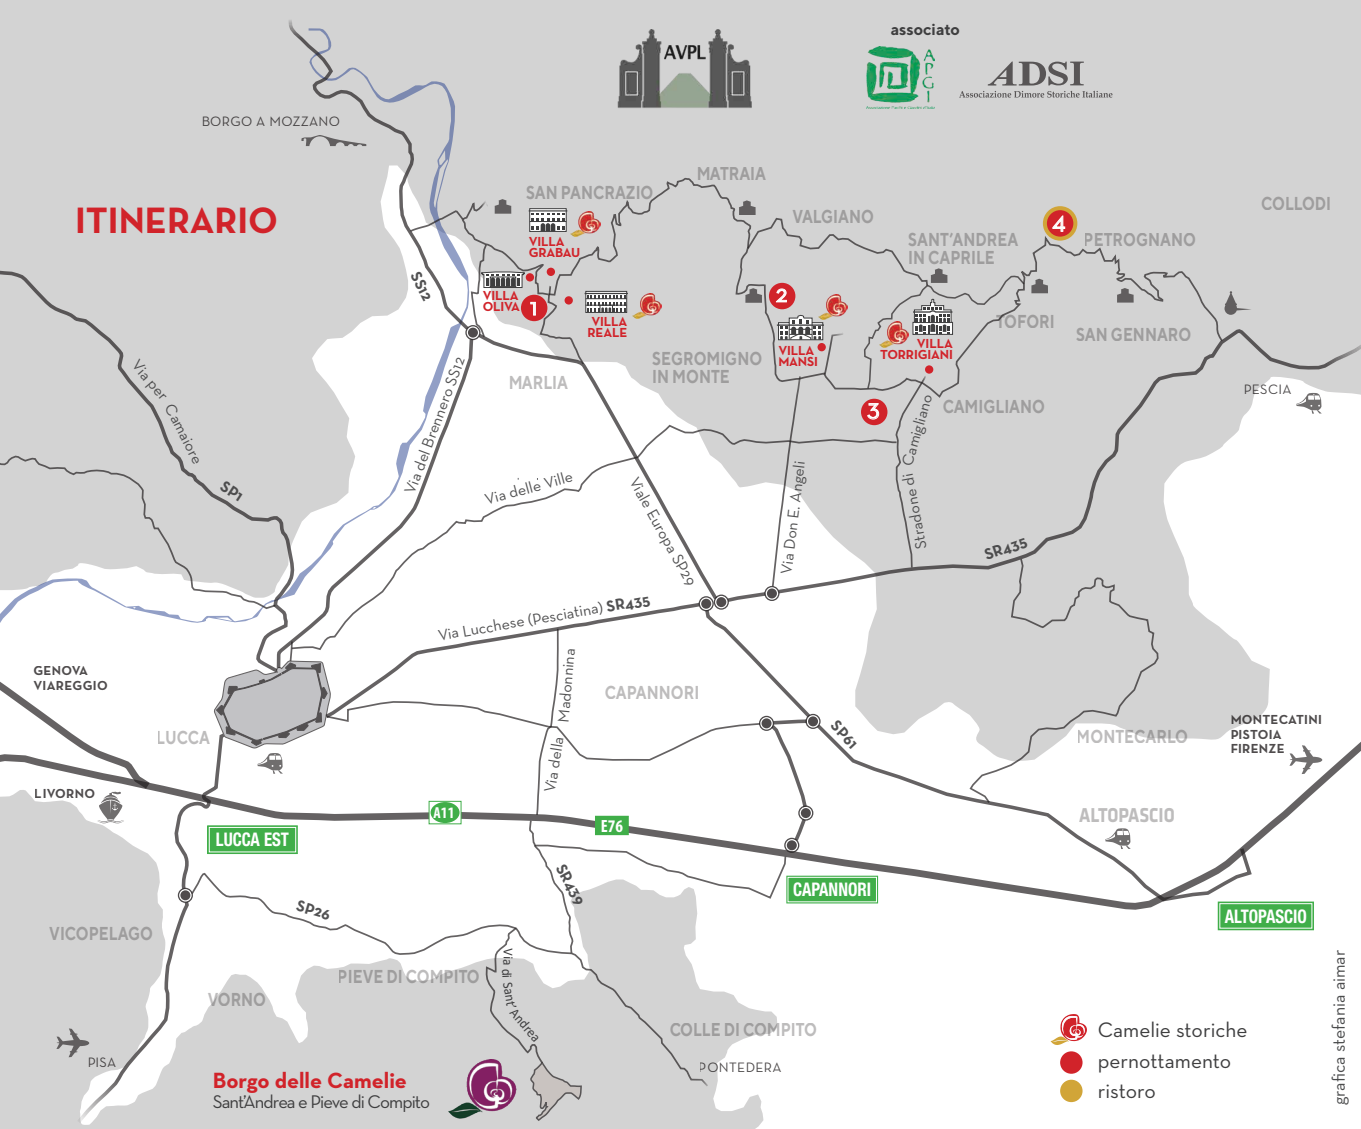 associato
AVPL
APGI
ADSI
Associazione Dimore Storiche Italiane
BORGO A MOZZANO
ITINERARIO
MATRAIA
SAN PANCRAZIO
VALGIANO
COLLODI
SANT'ANDREA
IN CAPRILE
4
PETROGNANO
VILLA
GRABAU
VILLA
OLIVA
1
VILLA
REALE
2
VILLA
MANSI
VILLA
TORRIGIANI
TOFORI
SAN GENNARO
SEGROMIGNO
IN MONTE
MARLIA
3
CAMIGLIANO
PESCIA
SS12
Via per Camaiore
SP1
Via del Brennero SS12
Via delle Ville
Viale Europa SP29
Via Don E. Angeli
Stradone di Camigliano
SR435
Via Lucchese (Pesciatina) SR435
GENOVA
VIAREGGIO
Via della Madonnina
CAPANNORI
LUCCA
SP61
MONTECARLO
MONTECATINI
PISTOIA
FIRENZE
LIVORNO
A11
E76
ALTOPASCIO
LUCCA EST
CAPANNORI
ALTOPASCIO
SR439
SP26
VICOPELAGO
VORNO
PIEVE DI COMPITO
Via di Sant'Andrea
COLLE DI COMPITO
PONTEDERA
PISA
Borgo delle Camelie
Sant'Andrea e Pieve di Compito
Camelie storiche
pernottamento
ristoro
grafica stefania aimar